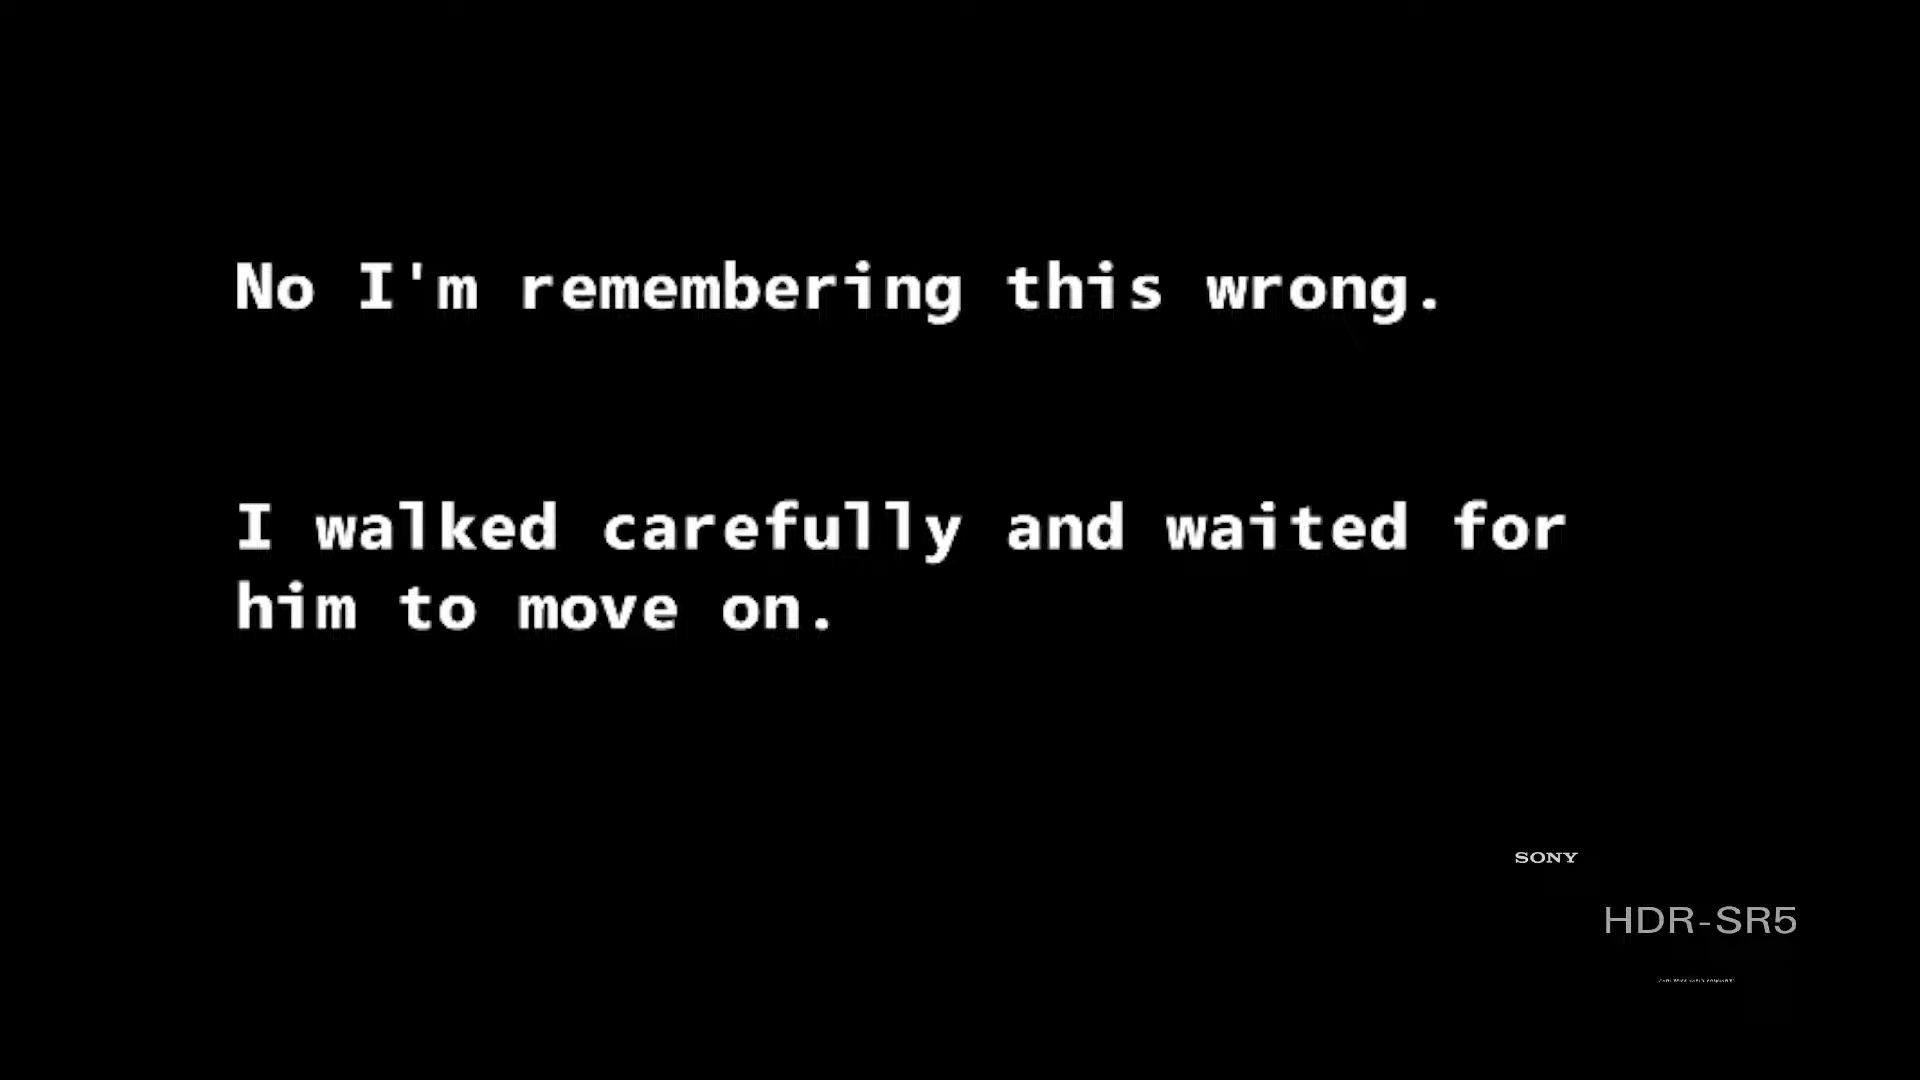 No I'm remembering this wrong.
I walked carefully and waited for
him to move on.
SONY
HDR-SR5